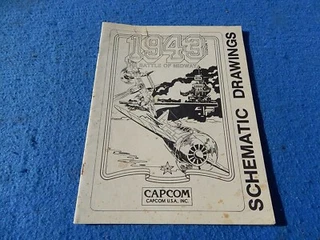 1943
BATTLE OF MIDWAY
CAPCOM
CAPCOM U.S.A., INC.
SCHEMATIC DRAWINGS